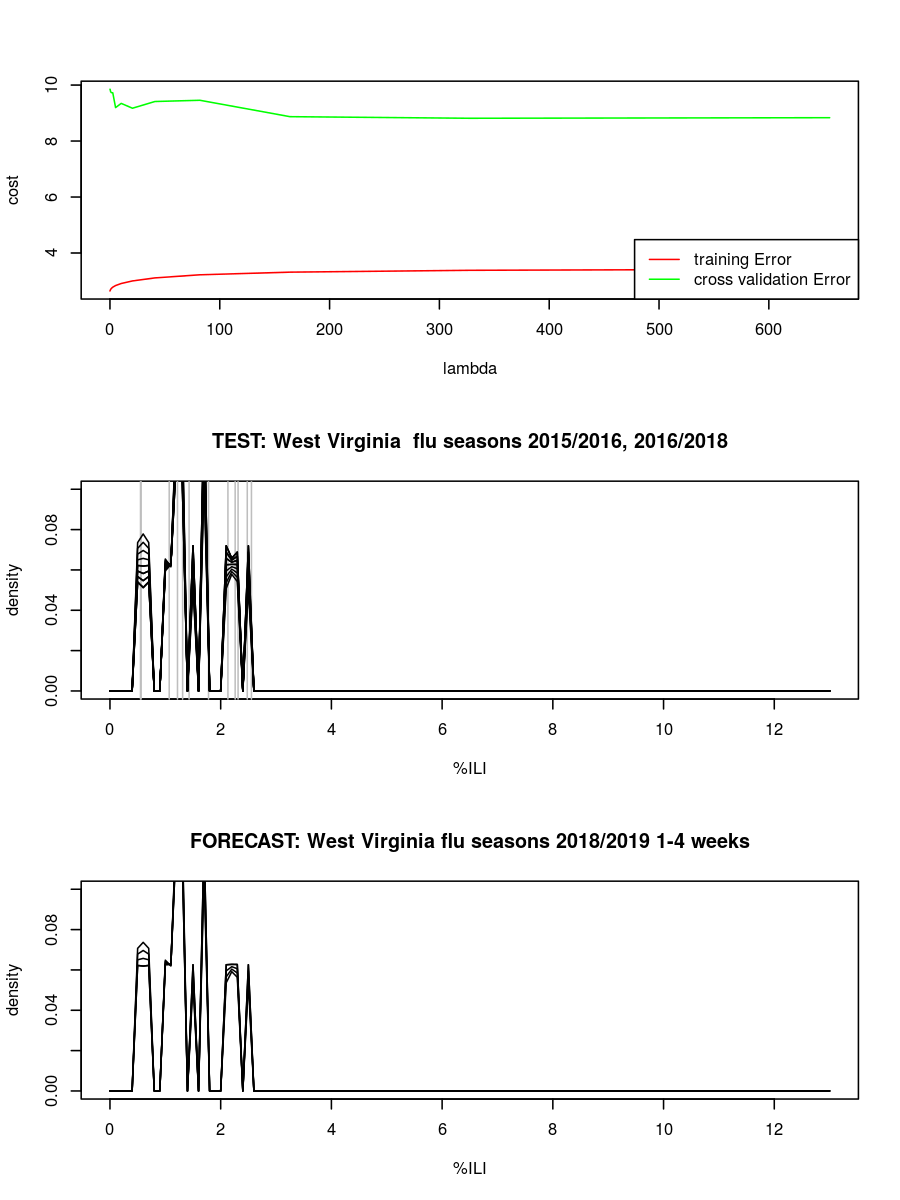 10
8
6
4
cost
training Error
cross validation Error
0 100 200 300 400 500 600
lambda
TEST: West Virginia  flu seasons 2015/2016, 2016/2018
0.08
0.04
0.00
density
0 2 4 6 8 10 12
%ILI
FORECAST: West Virginia flu seasons 2018/2019 1-4 weeks
0.08
0.04
0.00
density
0 2 4 6 8 10 12
%ILI